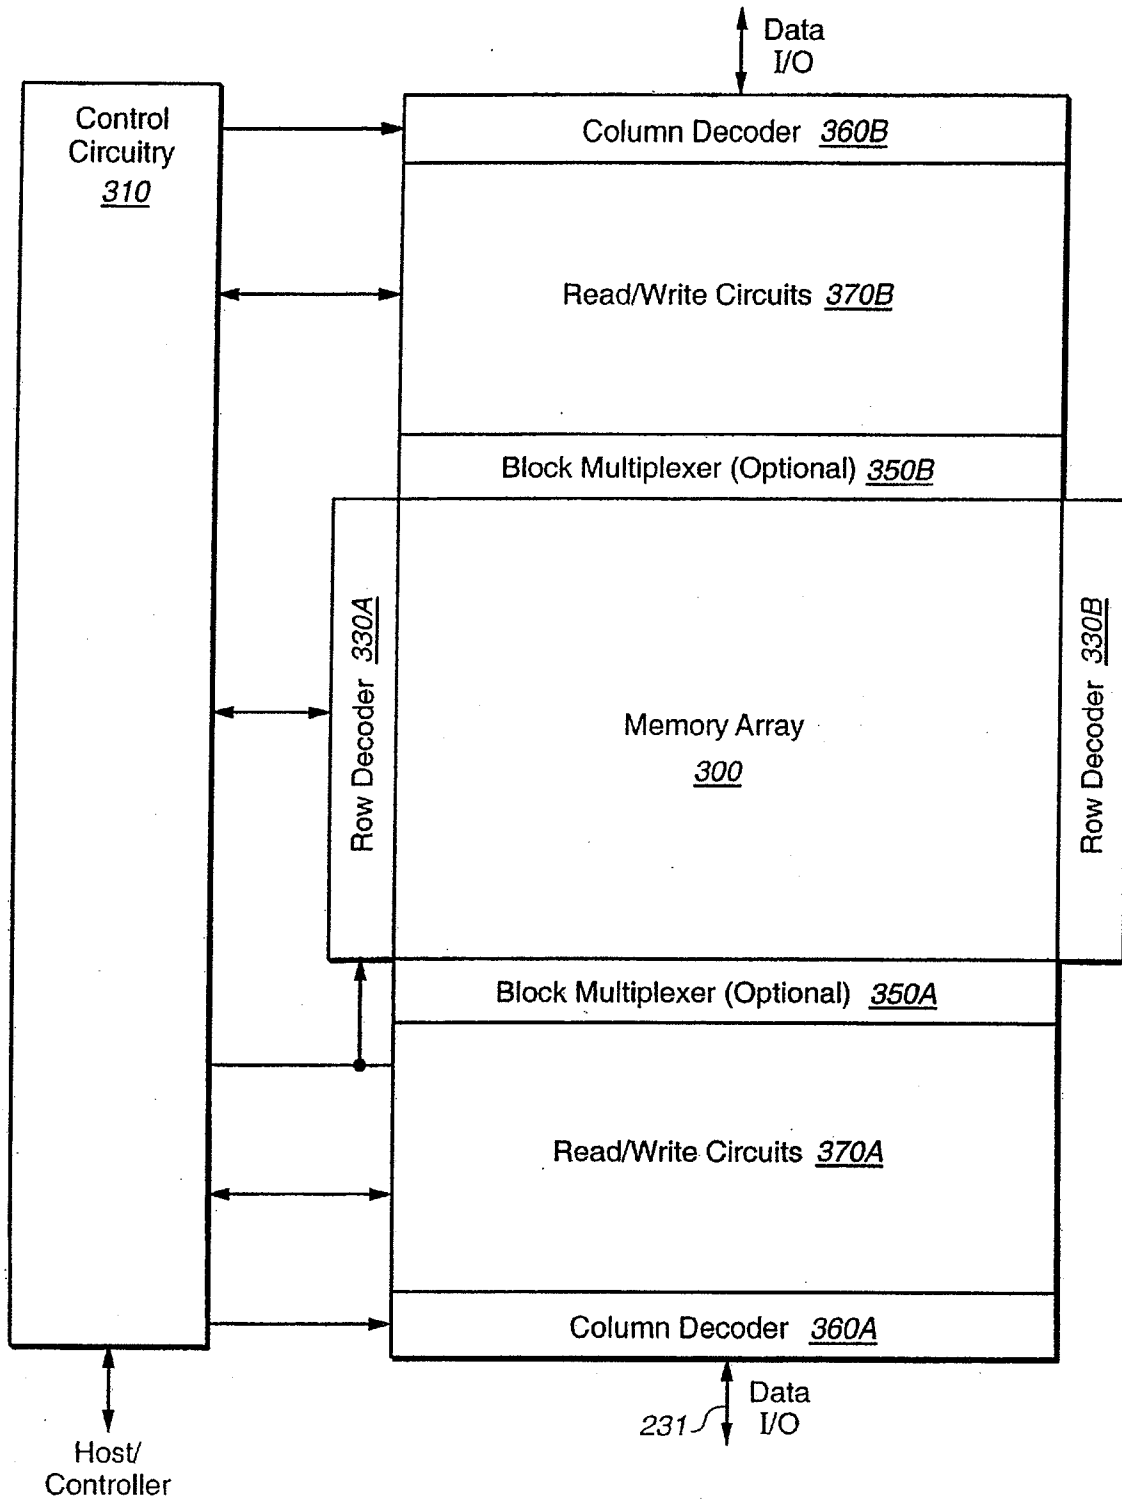 Data
I/O
Control
Circuitry
310
Column Decoder 360B
Read/Write Circuits 370B
Block Multiplexer (Optional) 350B
Row Decoder 330A
Memory Array
300
Row Decoder 330B
Block Multiplexer (Optional) 350A
Read/Write Circuits 370A
Column Decoder 360A
231
Data
I/O
Host/
Controller